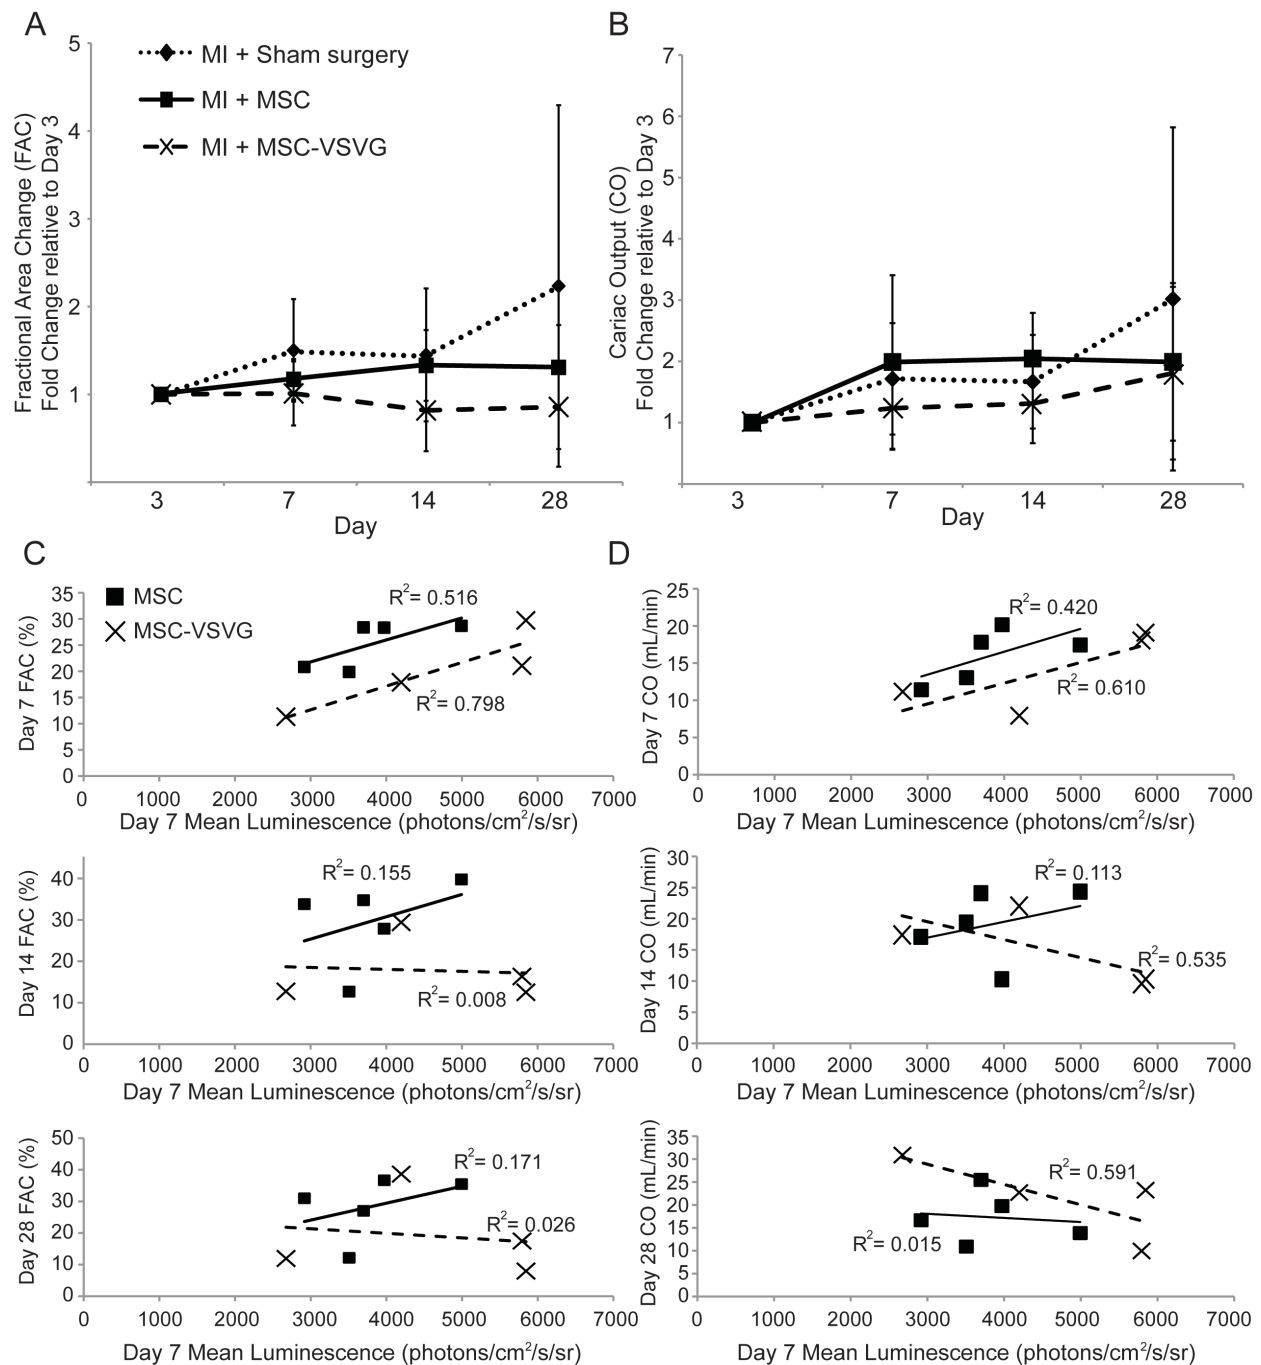 A
B
MI + Sham surgery
MI + MSC
MI + MSC-VSVG
Fractional Area Change (FAC)
Fold Change relative to Day 3
5
4
3
2
1
3 7 14 28
Day
Cariac Output (CO)
Fold Change relative to Day 3
7
6
5
4
3
2
1
3 7 14 28
Day
C
MSC
MSC-VSVG
R²= 0.516
R²= 0.798
Day 7 FAC (%)
35
30
25
20
15
10
5
0
0 1000 2000 3000 4000 5000 6000 7000
Day 7 Mean Luminescence (photons/cm²/s/sr)
D
R²= 0.420
R²= 0.610
Day 7 CO (mL/min)
25
20
15
10
5
0
0 1000 2000 3000 4000 5000 6000 7000
Day 7 Mean Luminescence (photons/cm²/s/sr)
R²= 0.155
R²= 0.008
Day 14 FAC (%)
40
30
20
10
0
0 1000 2000 3000 4000 5000 6000 7000
Day 7 Mean Luminescence (photons/cm²/s/sr)
R²= 0.113
R²= 0.535
Day 14 CO (mL/min)
30
25
20
15
10
5
0
0 1000 2000 3000 4000 5000 6000 7000
Day 7 Mean Luminescence (photons/cm²/s/sr)
R²= 0.171
R²= 0.026
Day 28 FAC (%)
50
40
30
20
10
0
0 1000 2000 3000 4000 5000 6000 7000
Day 7 Mean Luminescence (photons/cm²/s/sr)
R²= 0.591
R²= 0.015
Day 28 CO (mL/min)
35
30
25
20
15
10
5
0
0 1000 2000 3000 4000 5000 6000 7000
Day 7 Mean Luminescence (photons/cm²/s/sr)